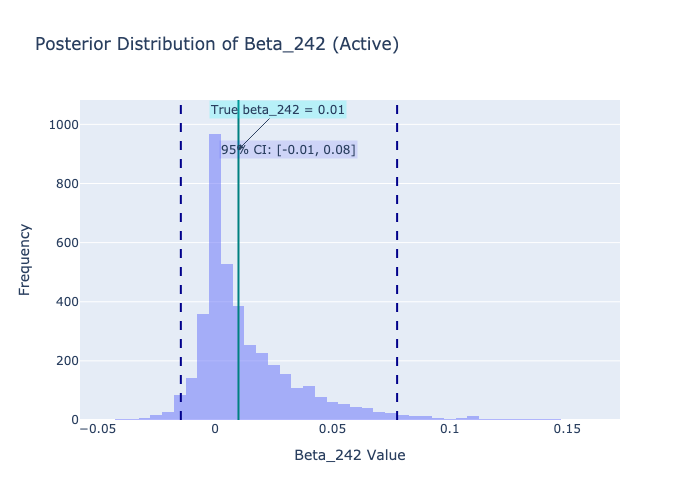 Posterior Distribution of Beta_242 (Active)
True beta_242 = 0.01
95% CI: [-0.01, 0.08]
1000
800
600
400
200
0
Frequency
−0.05
0
0.05
0.1
0.15
Beta_242 Value